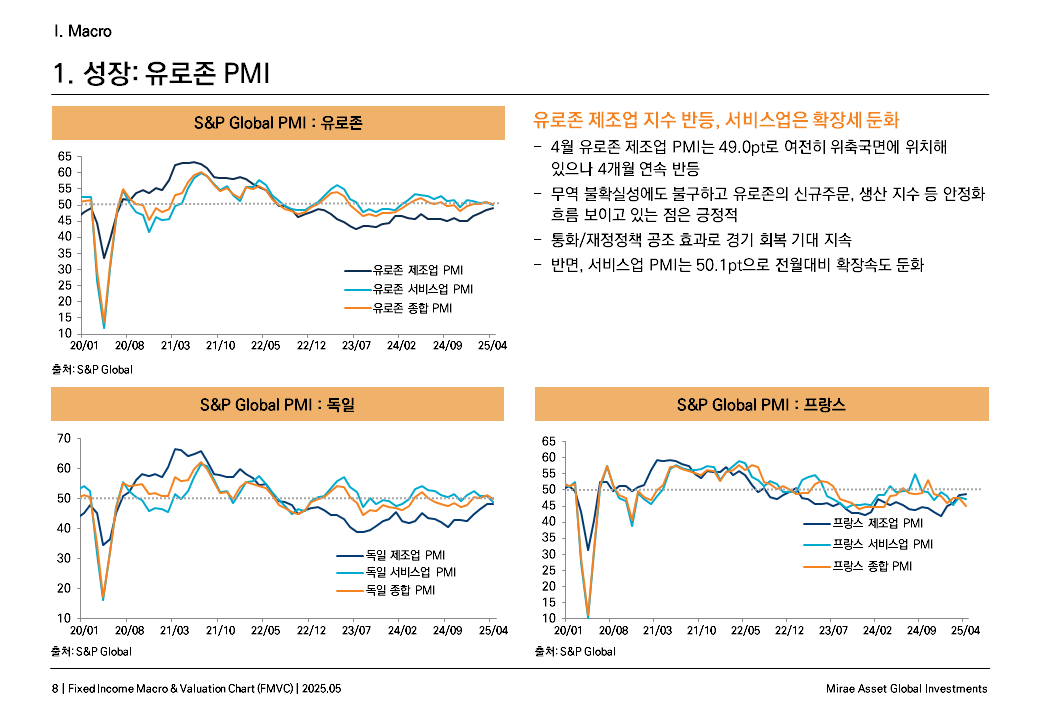 I. Macro
1. 성장: 유로존 PMI
S&P Global PMI : 유로존
65
60
55
50
45
40
35
30
25
20
15
10
유로존 제조업 PMI
유로존 서비스업 PMI
유로존 종합 PMI
20/01 20/08 21/03 21/10 22/05 22/12 23/07 24/02 24/09 25/04
출처: S&P Global
유로존 제조업 지수 반등, 서비스업은 확장세 둔화
- 4월 유로존 제조업 PMI는 49.0pt로 여전히 위축국면에 위치해
있으나 4개월 연속 반등
- 무역 불확실성에도 불구하고 유로존의 신규주문, 생산 지수 등 안정화
흐름 보이고 있는 점은 긍정적
- 통화/재정정책 공조 효과로 경기 회복 기대 지속
- 반면, 서비스업 PMI는 50.1pt으로 전월대비 확장속도 둔화
S&P Global PMI : 독일
70
60
50
40
30
20
10
독일 제조업 PMI
독일 서비스업 PMI
독일 종합 PMI
20/01 20/08 21/03 21/10 22/05 22/12 23/07 24/02 24/09 25/04
출처: S&P Global
S&P Global PMI : 프랑스
65
60
55
50
45
40
35
30
25
20
15
10
프랑스 제조업 PMI
프랑스 서비스업 PMI
프랑스 종합 PMI
20/01 20/08 21/03 21/10 22/05 22/12 23/07 24/02 24/09 25/04
출처: S&P Global
8 | Fixed Income Macro & Valuation Chart (FMVC) | 2025.05
Mirae Asset Global Investments